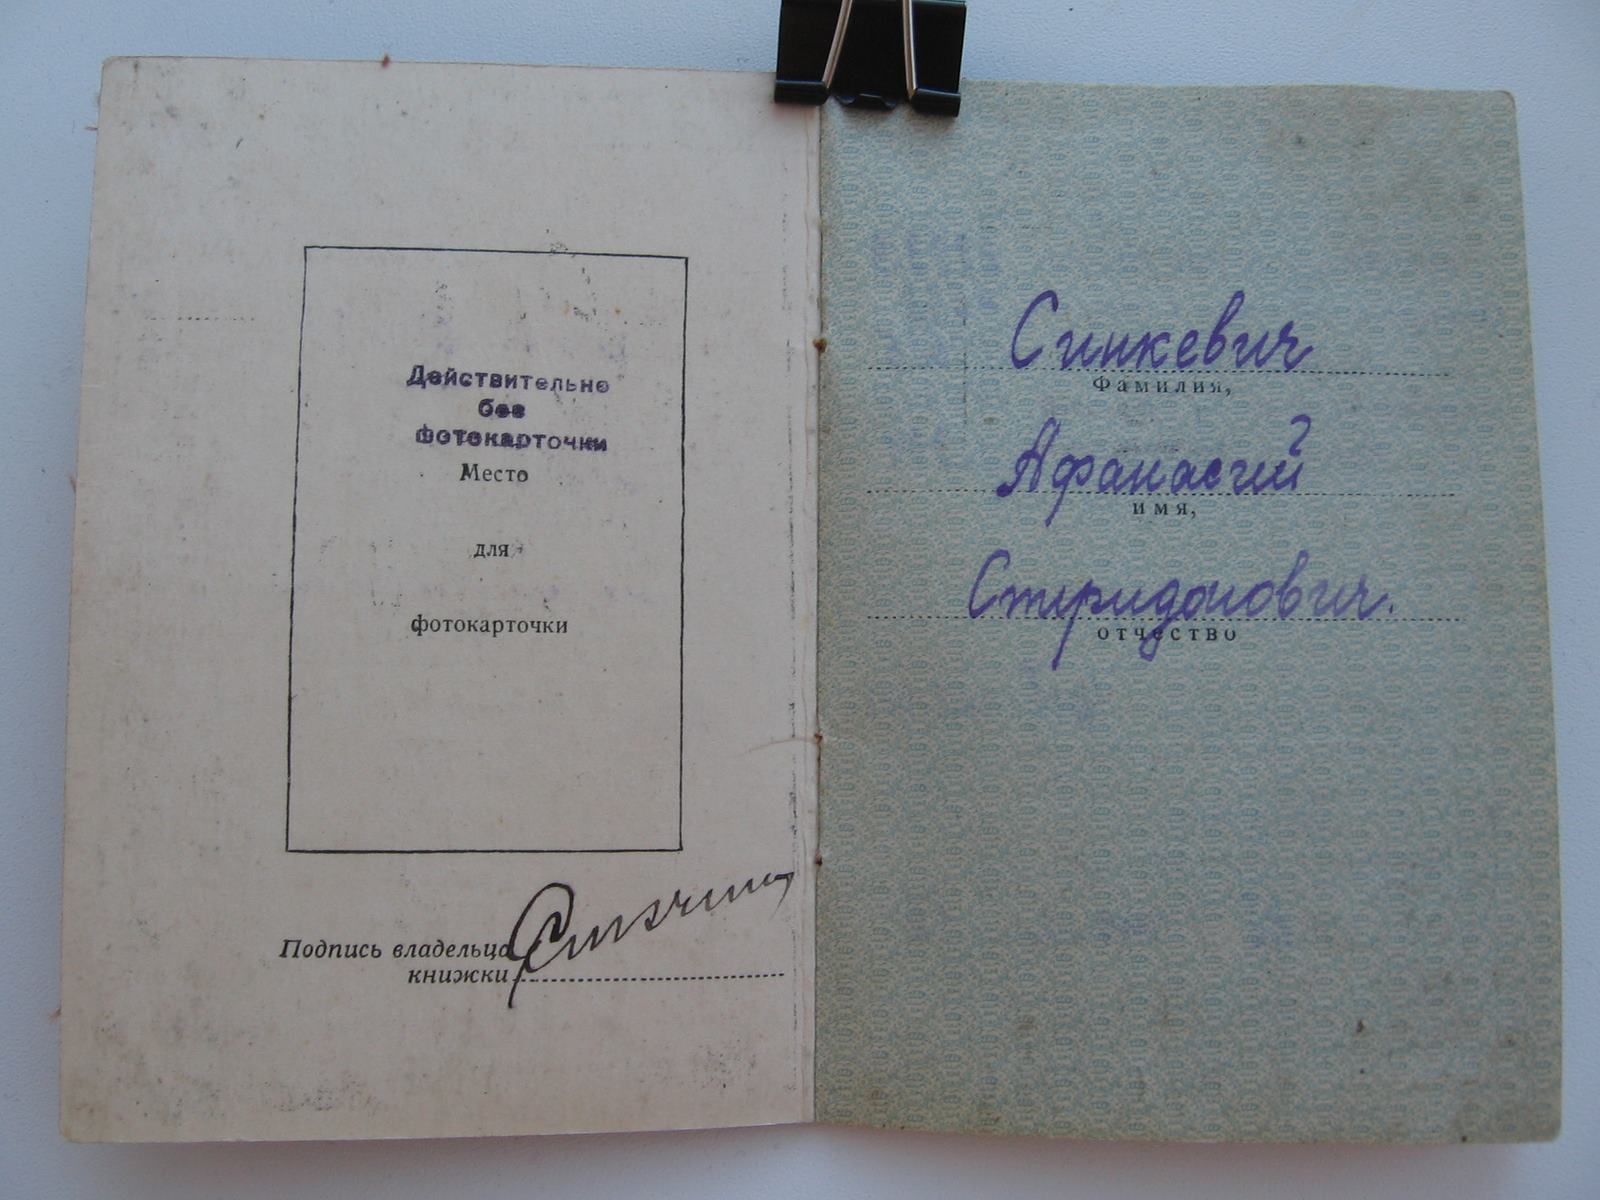 Действительно
без
фотокарточки
Место
для
фотокарточки
Подпись владельца
книжки
Синкевич
Фамилия,
Афанасий
имя,
Спиридонович.
отчество